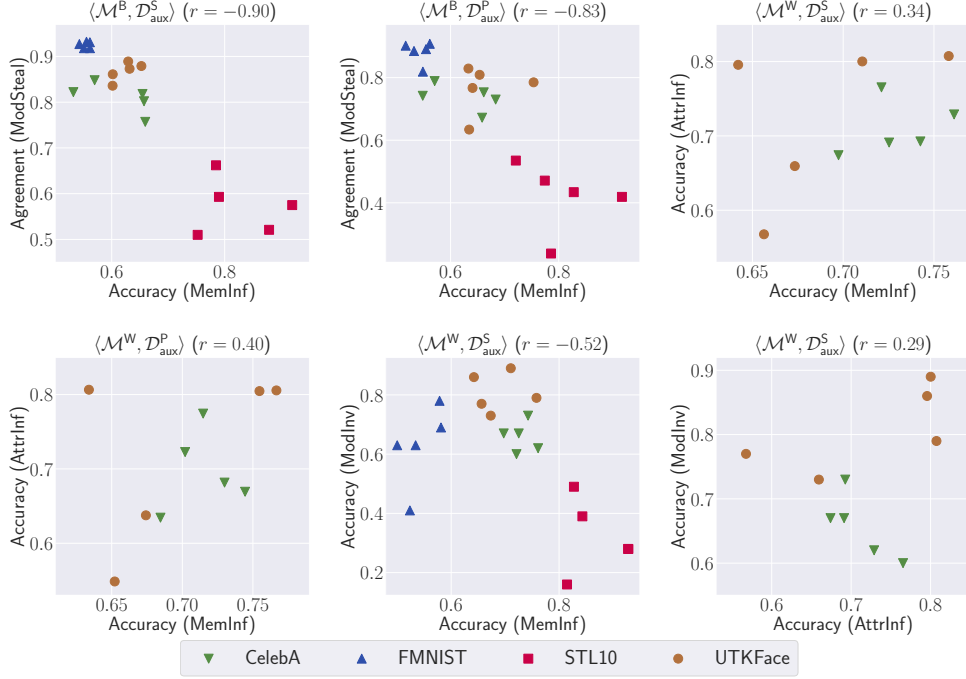 ⟨M^B, D^S_aux⟩ (r = −0.90)
Agreement (ModSteal)
0.9
0.8
0.7
0.6
0.5
0.6 0.8
Accuracy (MemInf)
⟨M^B, D^P_aux⟩ (r = −0.83)
Agreement (ModSteal)
0.8
0.6
0.4
0.6 0.8
Accuracy (MemInf)
⟨M^W, D^S_aux⟩ (r = 0.34)
Accuracy (AttrInf)
0.8
0.7
0.6
0.65 0.70 0.75
Accuracy (MemInf)
⟨M^W, D^P_aux⟩ (r = 0.40)
Accuracy (AttrInf)
0.8
0.7
0.6
0.65 0.70 0.75
Accuracy (MemInf)
⟨M^W, D^S_aux⟩ (r = −0.52)
Accuracy (ModInv)
0.8
0.6
0.4
0.2
0.6 0.8
Accuracy (MemInf)
⟨M^W, D^S_aux⟩ (r = 0.29)
Accuracy (ModInv)
0.9
0.8
0.7
0.6
0.6 0.7 0.8
Accuracy (AttrInf)
CelebA FMNIST STL10 UTKFace